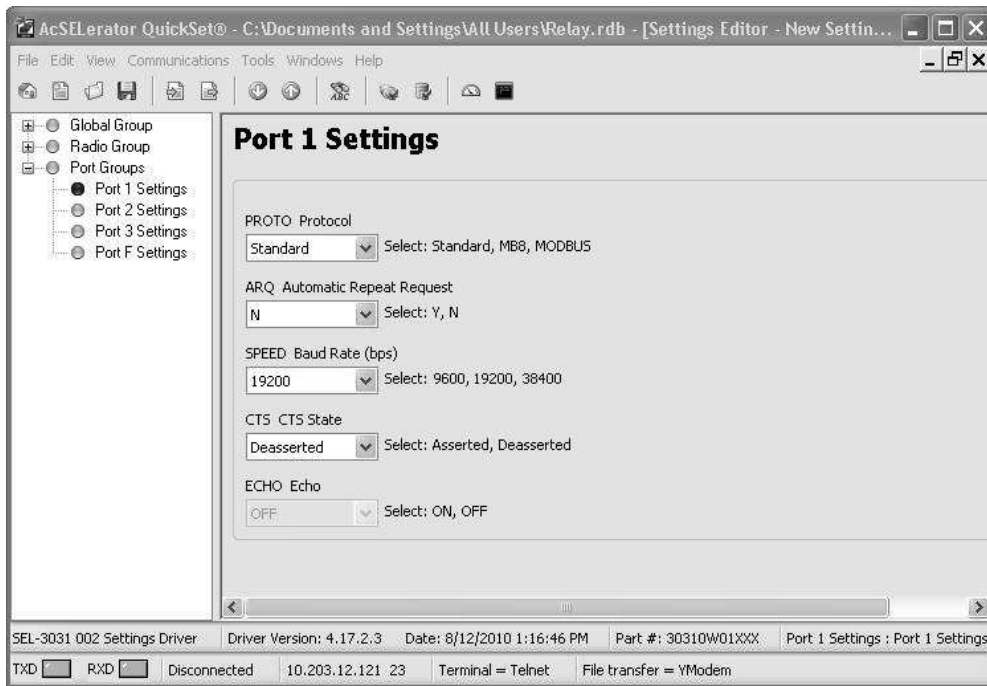 AcSELerator QuickSet® - C:\Documents and Settings\All Users\Relay.rdb - [Settings Editor - New Settin...
File Edit View Communications Tools Windows Help
Global Group
Radio Group
Port Groups
Port 1 Settings
Port 2 Settings
Port 3 Settings
Port F Settings
Port 1 Settings
PROTO Protocol
Standard Select: Standard, MB8, MODBUS
ARQ Automatic Repeat Request
N Select: Y, N
SPEED Baud Rate (bps)
19200 Select: 9600, 19200, 38400
CTS CTS State
Deasserted Select: Asserted, Deasserted
ECHO Echo
OFF Select: ON, OFF
SEL-3031 002 Settings Driver Driver Version: 4.17.2.3 Date: 8/12/2010 1:16:46 PM Part #: 30310W01XXX Port 1 Settings : Port 1 Settings
TXD RXD Disconnected 10.203.12.121 23 Terminal = Telnet File transfer = YModem